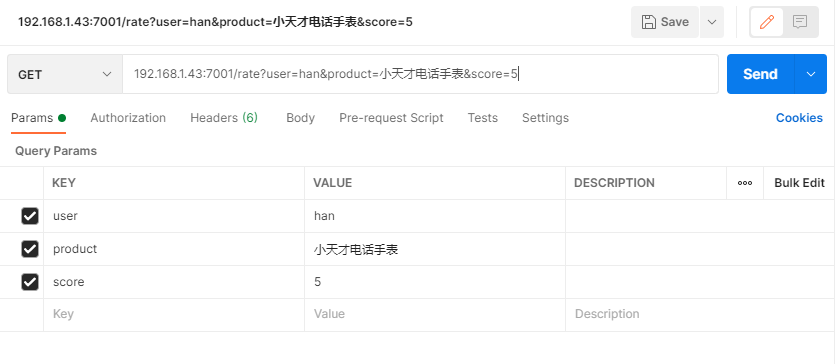 192.168.1.43:7001/rate?user=han&product=小天才电话手表&score=5 Save
GET 192.168.1.43:7001/rate?user=han&product=小天才电话手表&score=5 Send
Params Authorization Headers (6) Body Pre-request Script Tests Settings Cookies
Query Params
KEY VALUE DESCRIPTION ooo Bulk Edit
user han
product 小天才电话手表
score 5
Key Value Description